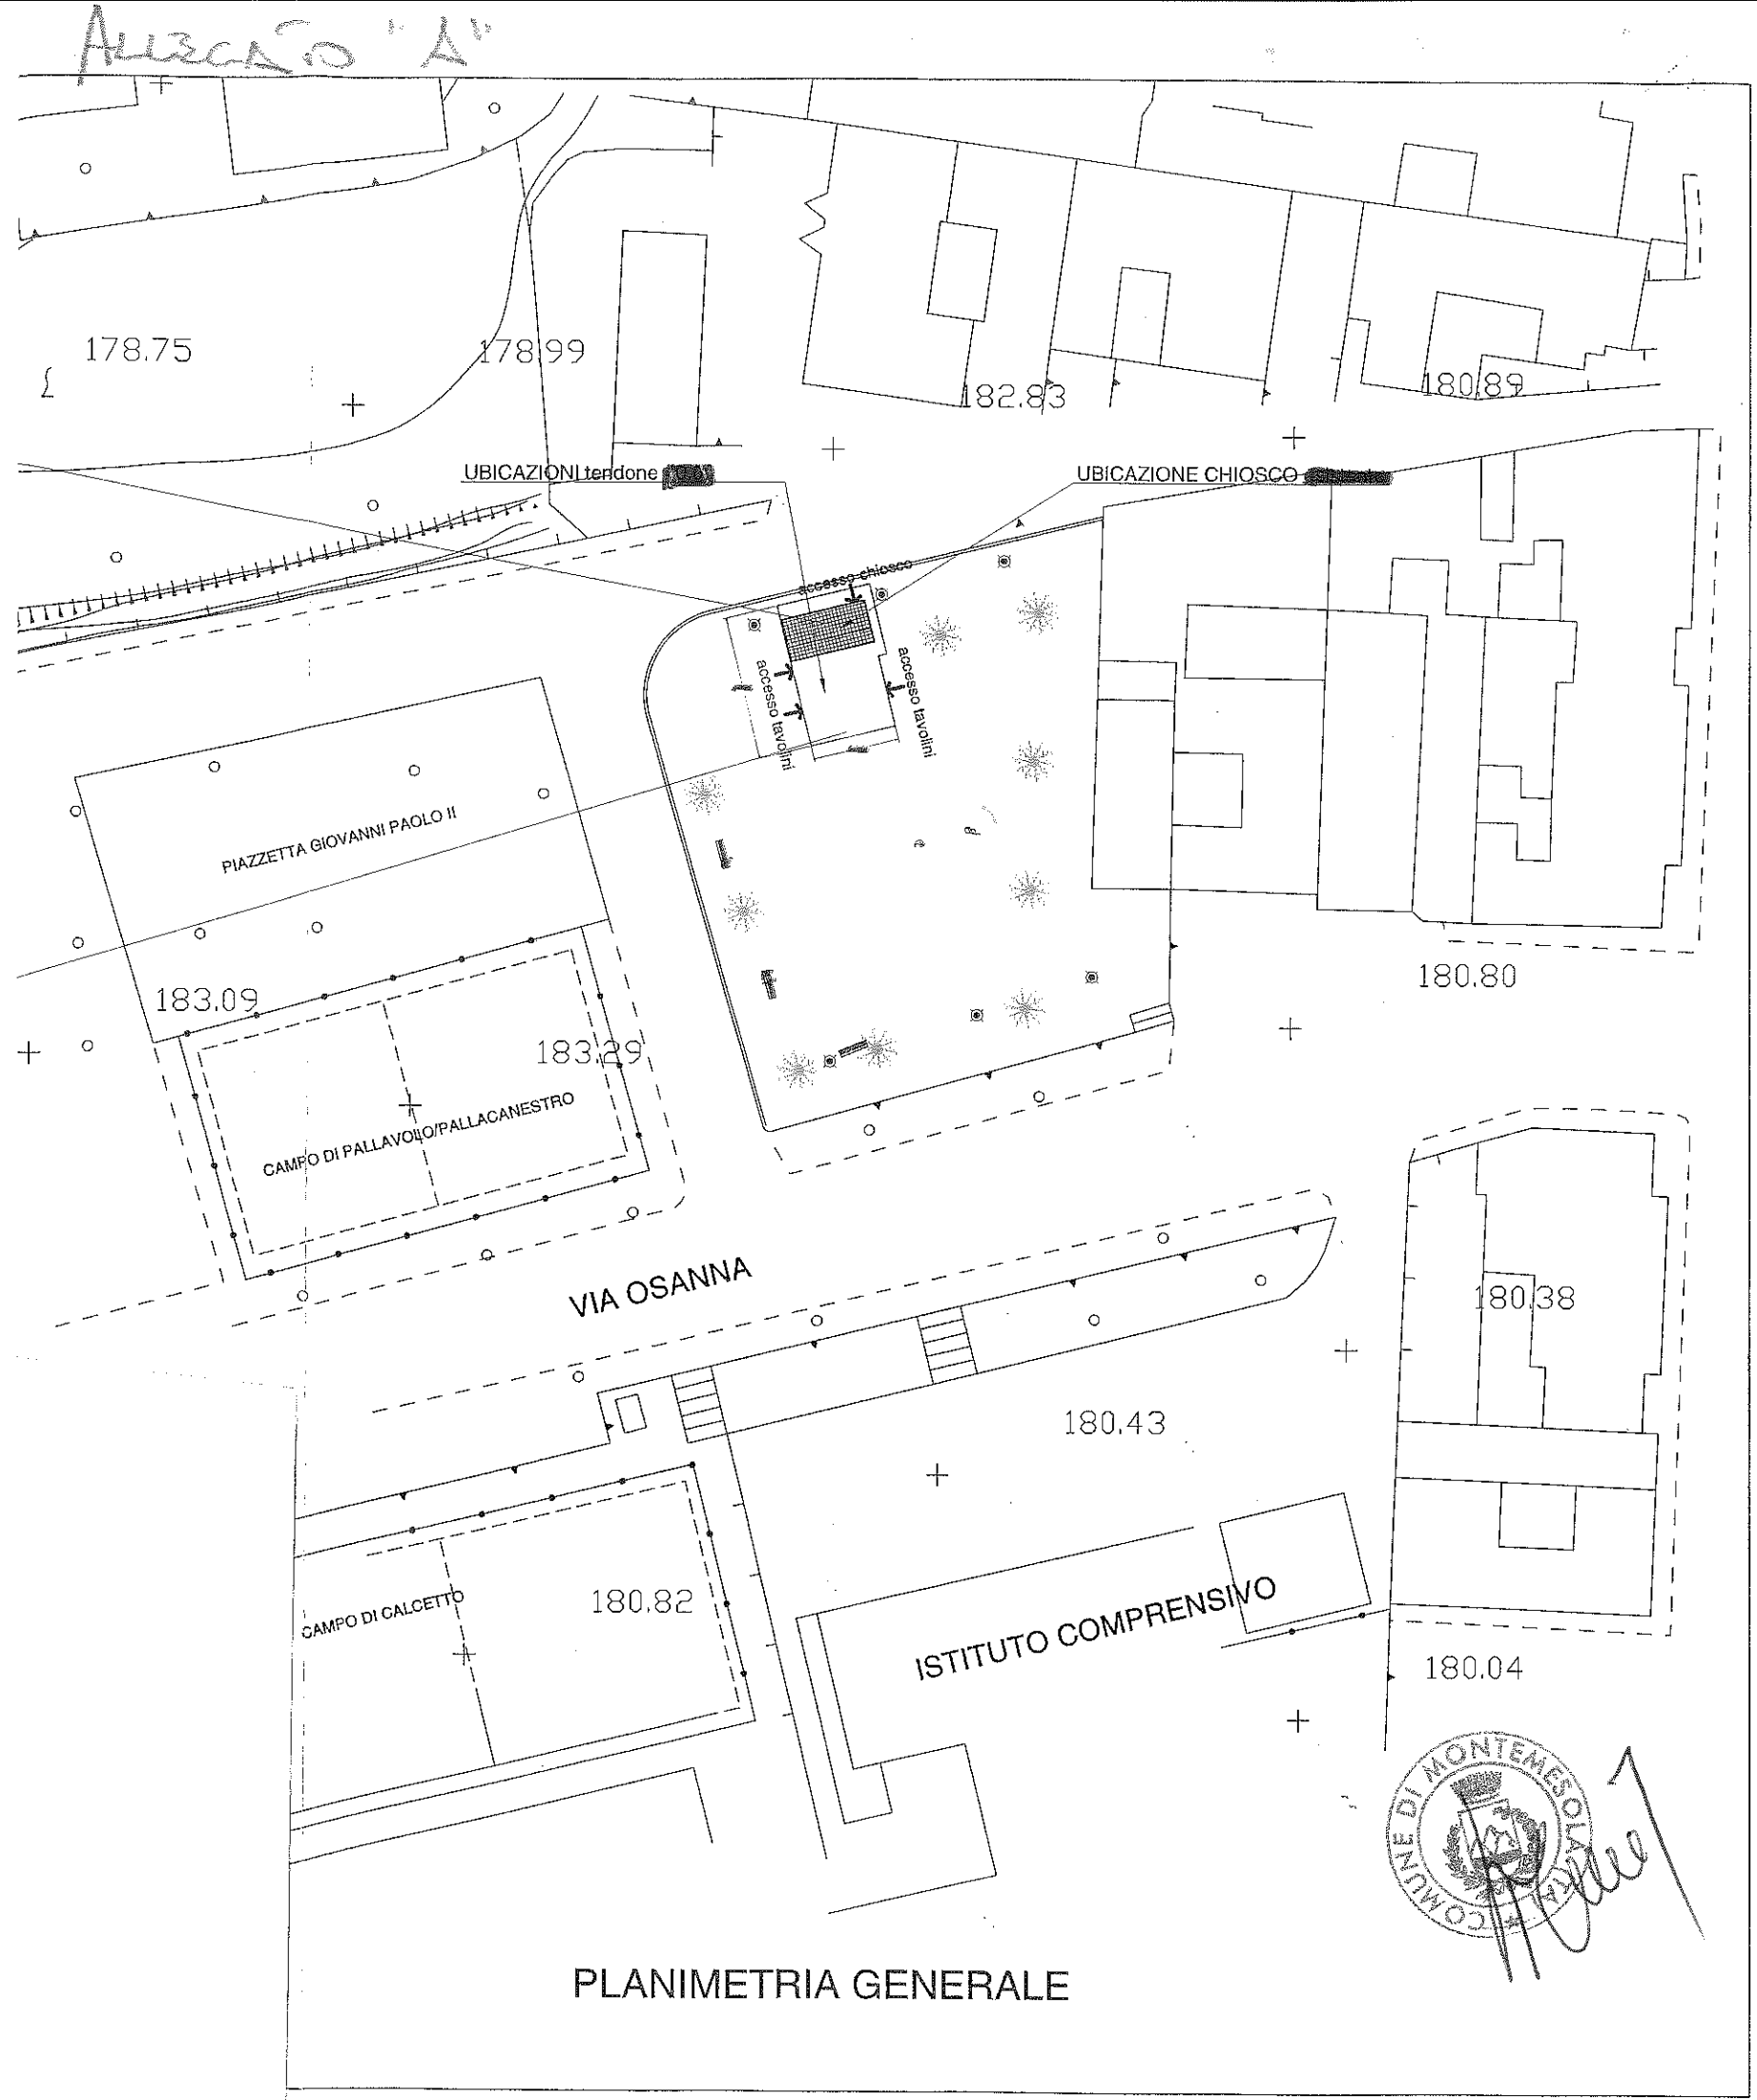 ALLEGATO "A"
178.75
178.99
182.83
180.89
UBICAZIONI tendone
UBICAZIONE CHIOSCO
accesso chiosco
accesso tavolini
accesso tavolini
PIAZZETTA GIOVANNI PAOLO II
183.09
180.80
183.29
CAMPO DI PALLAVOLO/PALLACANESTRO
VIA OSANNA
180.38
180.43
CAMPO DI CALCETTO
180.82
ISTITUTO COMPRENSIVO
180.04
COMUNE DI MONTEMESOLA (TA)
PLANIMETRIA GENERALE